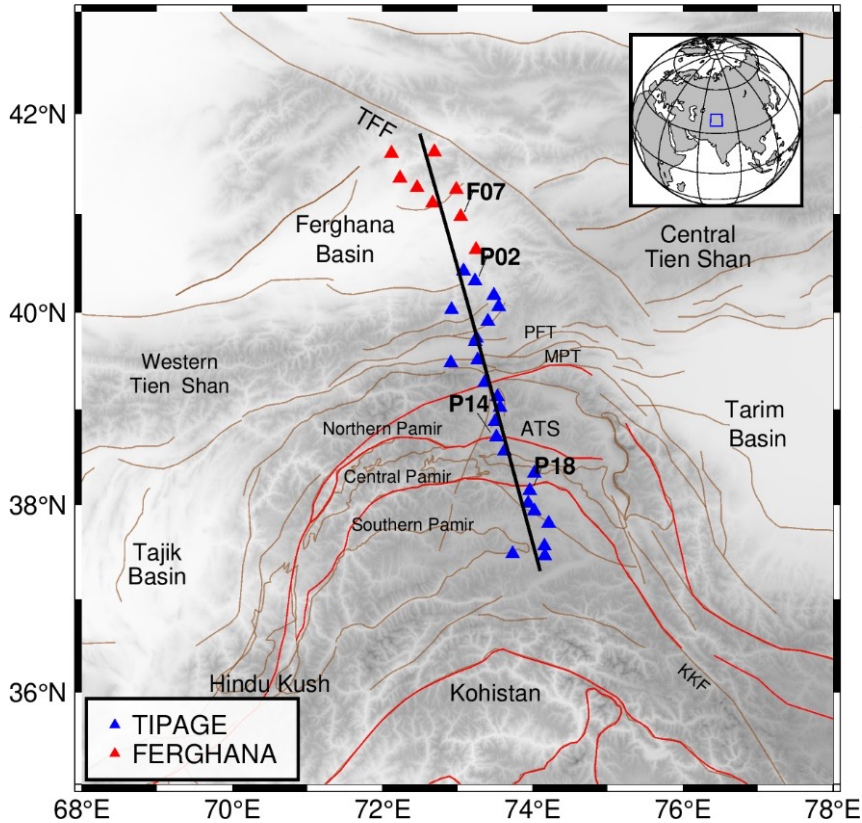 42°N
40°N
38°N
36°N
TFF
F07
Ferghana
Basin
P02
Central
Tien Shan
PFT
MPT
Western
Tien Shan
P14
Northern Pamir
ATS
Tarim
Basin
P18
Central Pamir
Southern Pamir
Tajik
Basin
Hindu Kush
Kohistan
KKF
TIPAGE
FERGHANA
68°E
70°E
72°E
74°E
76°E
78°E